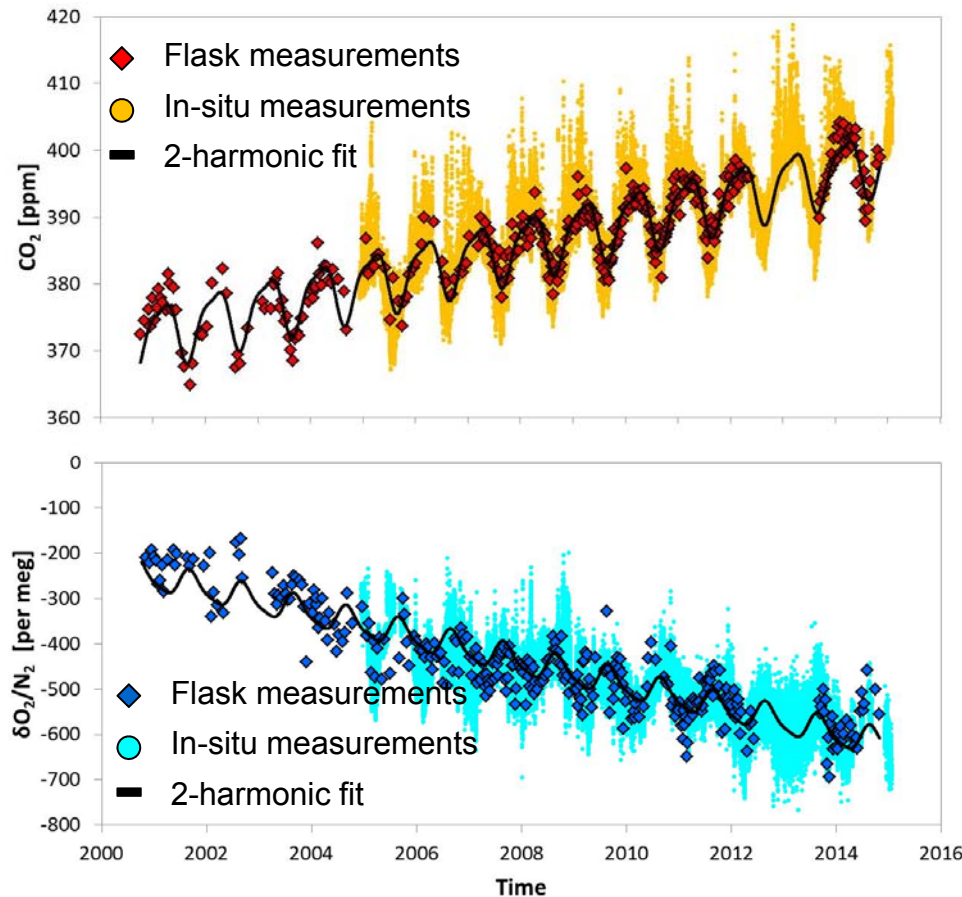 420
410
400
390
380
370
360
CO₂ [ppm]
Flask measurements
In-situ measurements
2-harmonic fit
0
-100
-200
-300
-400
-500
-600
-700
-800
δO₂/N₂ [per meg]
Flask measurements
In-situ measurements
2-harmonic fit
2000 2002 2004 2006 2008 2010 2012 2014 2016
Time